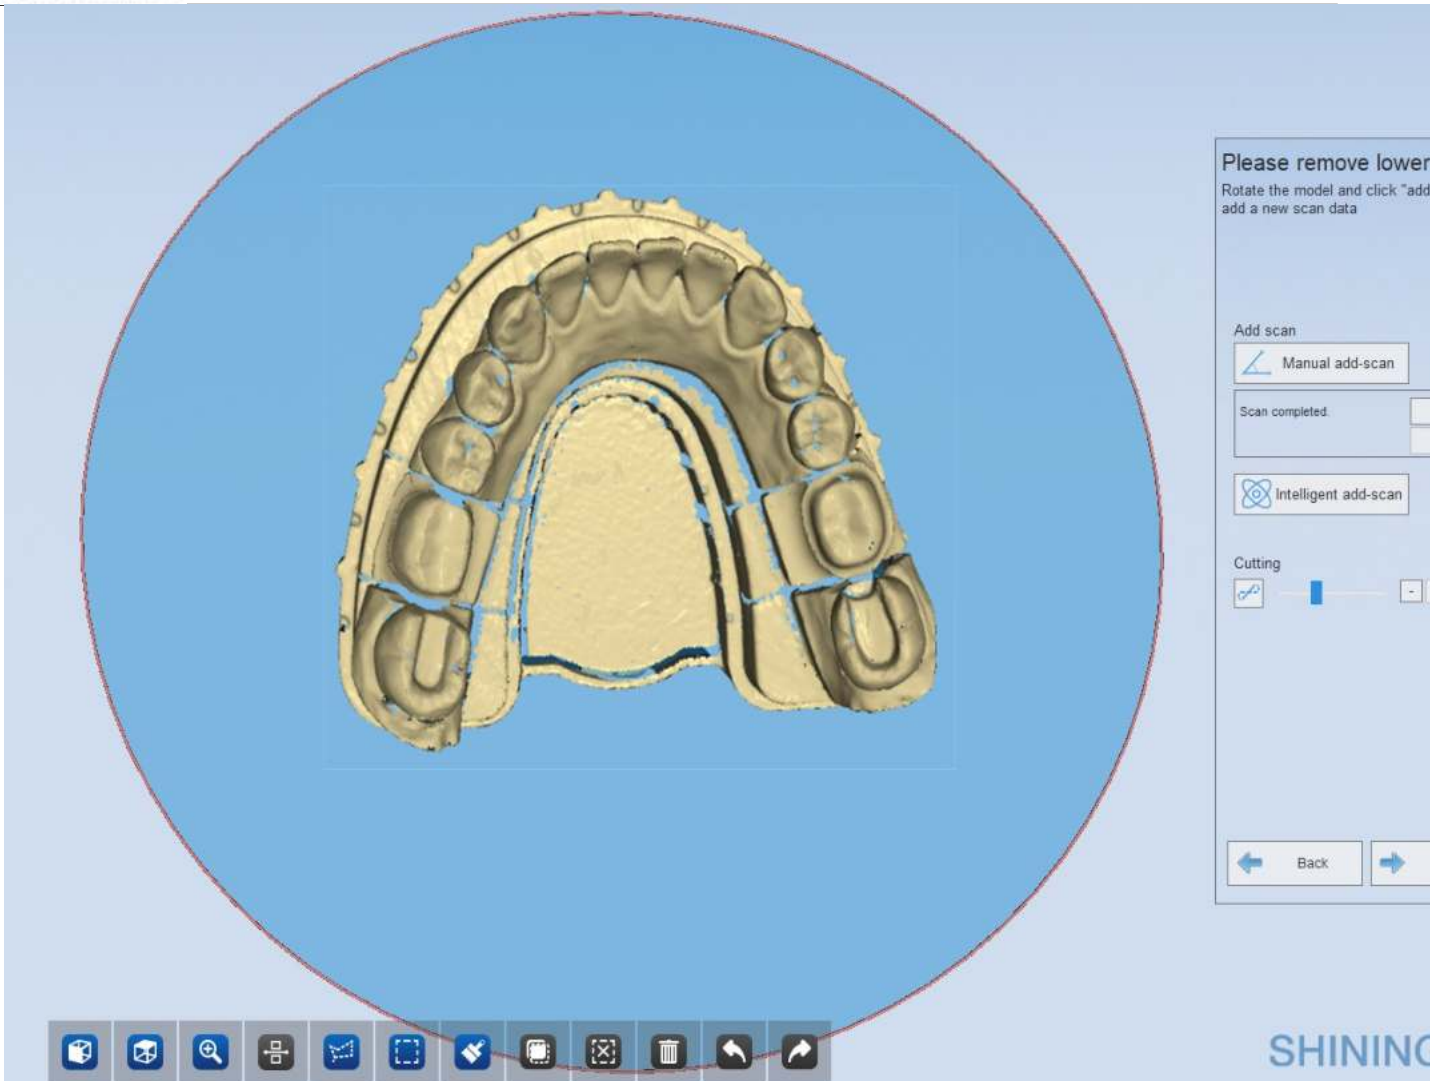 Please remove lower
Rotate the model and click "add
add a new scan data
Add scan
Manual add-scan
Scan completed.
Intelligent add-scan
Cutting
-
Back
SHINING